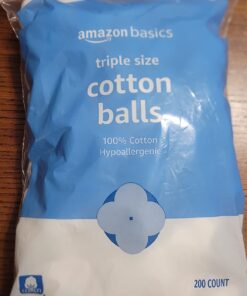 amazon basics
triple size
cotton
balls
100% Cotton
Hypoallergenic
200 COUNT